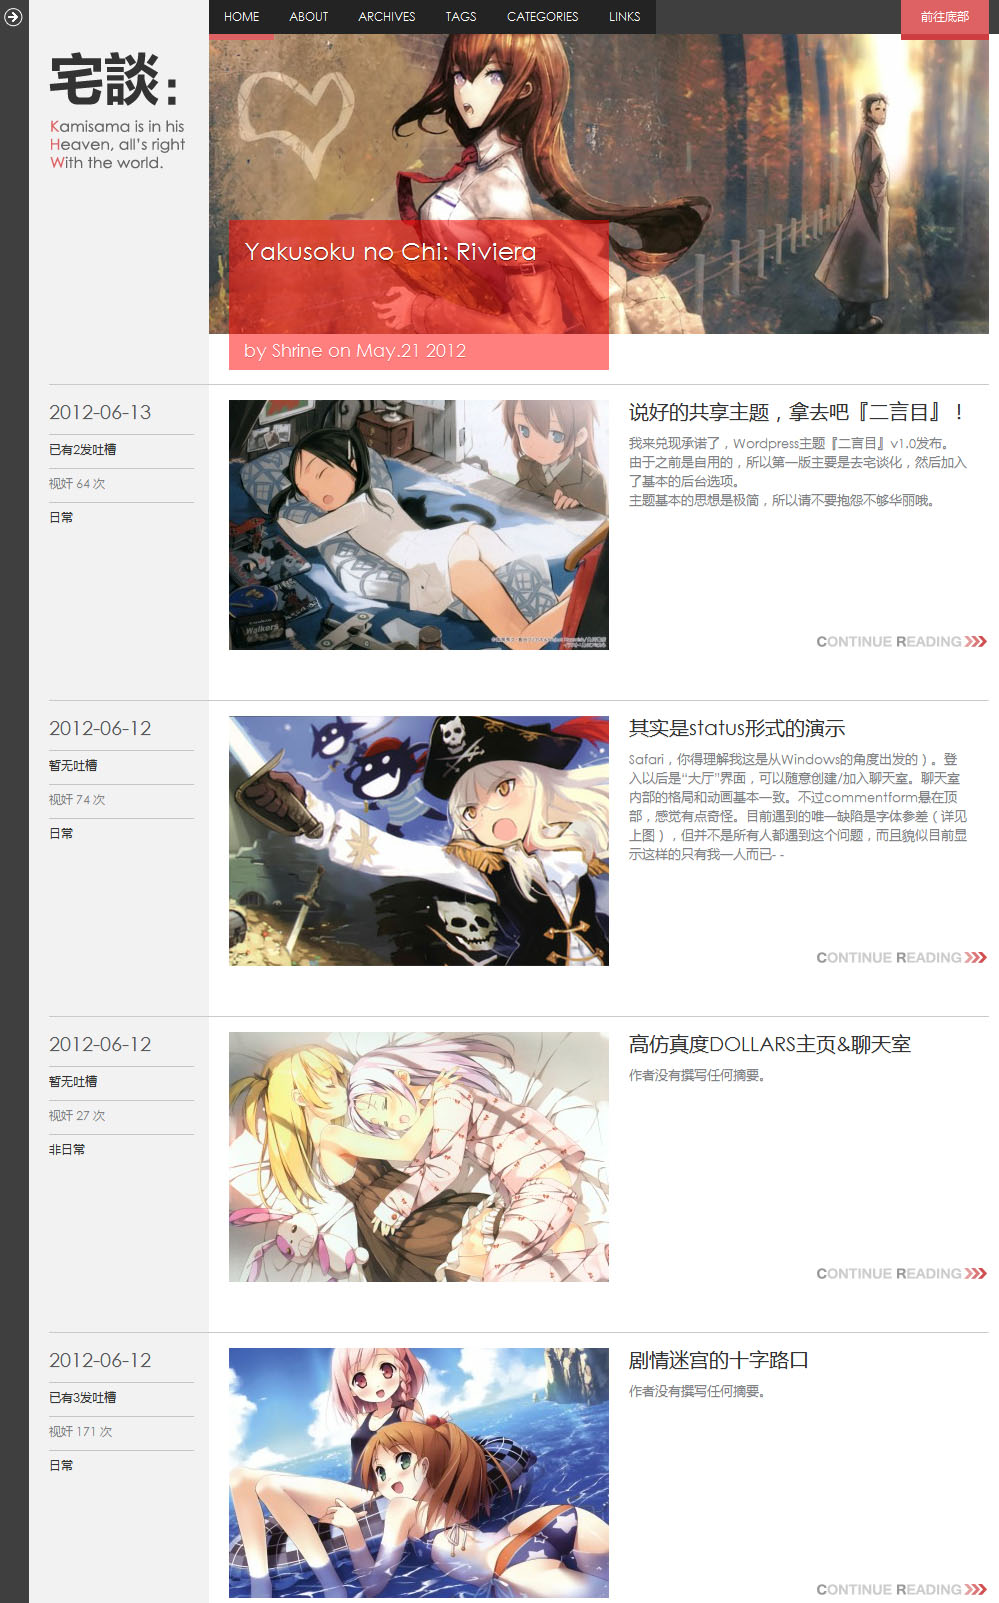 HOME ABOUT ARCHIVES TAGS CATEGORIES LINKS 前往底部
宅談:
Kamisama is in his
Heaven, all's right
With the world.
Yakusoku no Chi: Riviera
by Shrine on May.21 2012
2012-06-13
已有2发吐槽
视奸 64 次
日常
Walkers
说好的共享主题，拿去吧『二言目』！
我来兑现承诺了，Wordpress主题『二言目』v1.0发布。
由于之前是自用的，所以第一版主要是去宅谈化，然后加入
了基本的后台选项。
主题基本的思想是极简，所以请不要抱怨不够华丽哦。
CONTINUE READING
2012-06-12
暂无吐槽
视奸 74 次
日常
其实是status形式的演示
Safari，你得理解我这是从Windows的角度出发的）。登
入以后是“大厅”界面，可以随意创建/加入聊天室。聊天室
内部的格局和动画基本一致。不过commentform悬在顶
部，感觉有点奇怪。目前遇到的唯一缺陷是字体参差（详见
上图），但并不是所有人都遇到这个问题，而且貌似目前显
示这样的只有我一人而已- -
CONTINUE READING
2012-06-12
暂无吐槽
视奸 27 次
非日常
高仿真度DOLLARS主页&聊天室
作者没有撰写任何摘要。
CONTINUE READING
2012-06-12
已有3发吐槽
视奸 171 次
日常
剧情迷宫的十字路口
作者没有撰写任何摘要。
CONTINUE READING